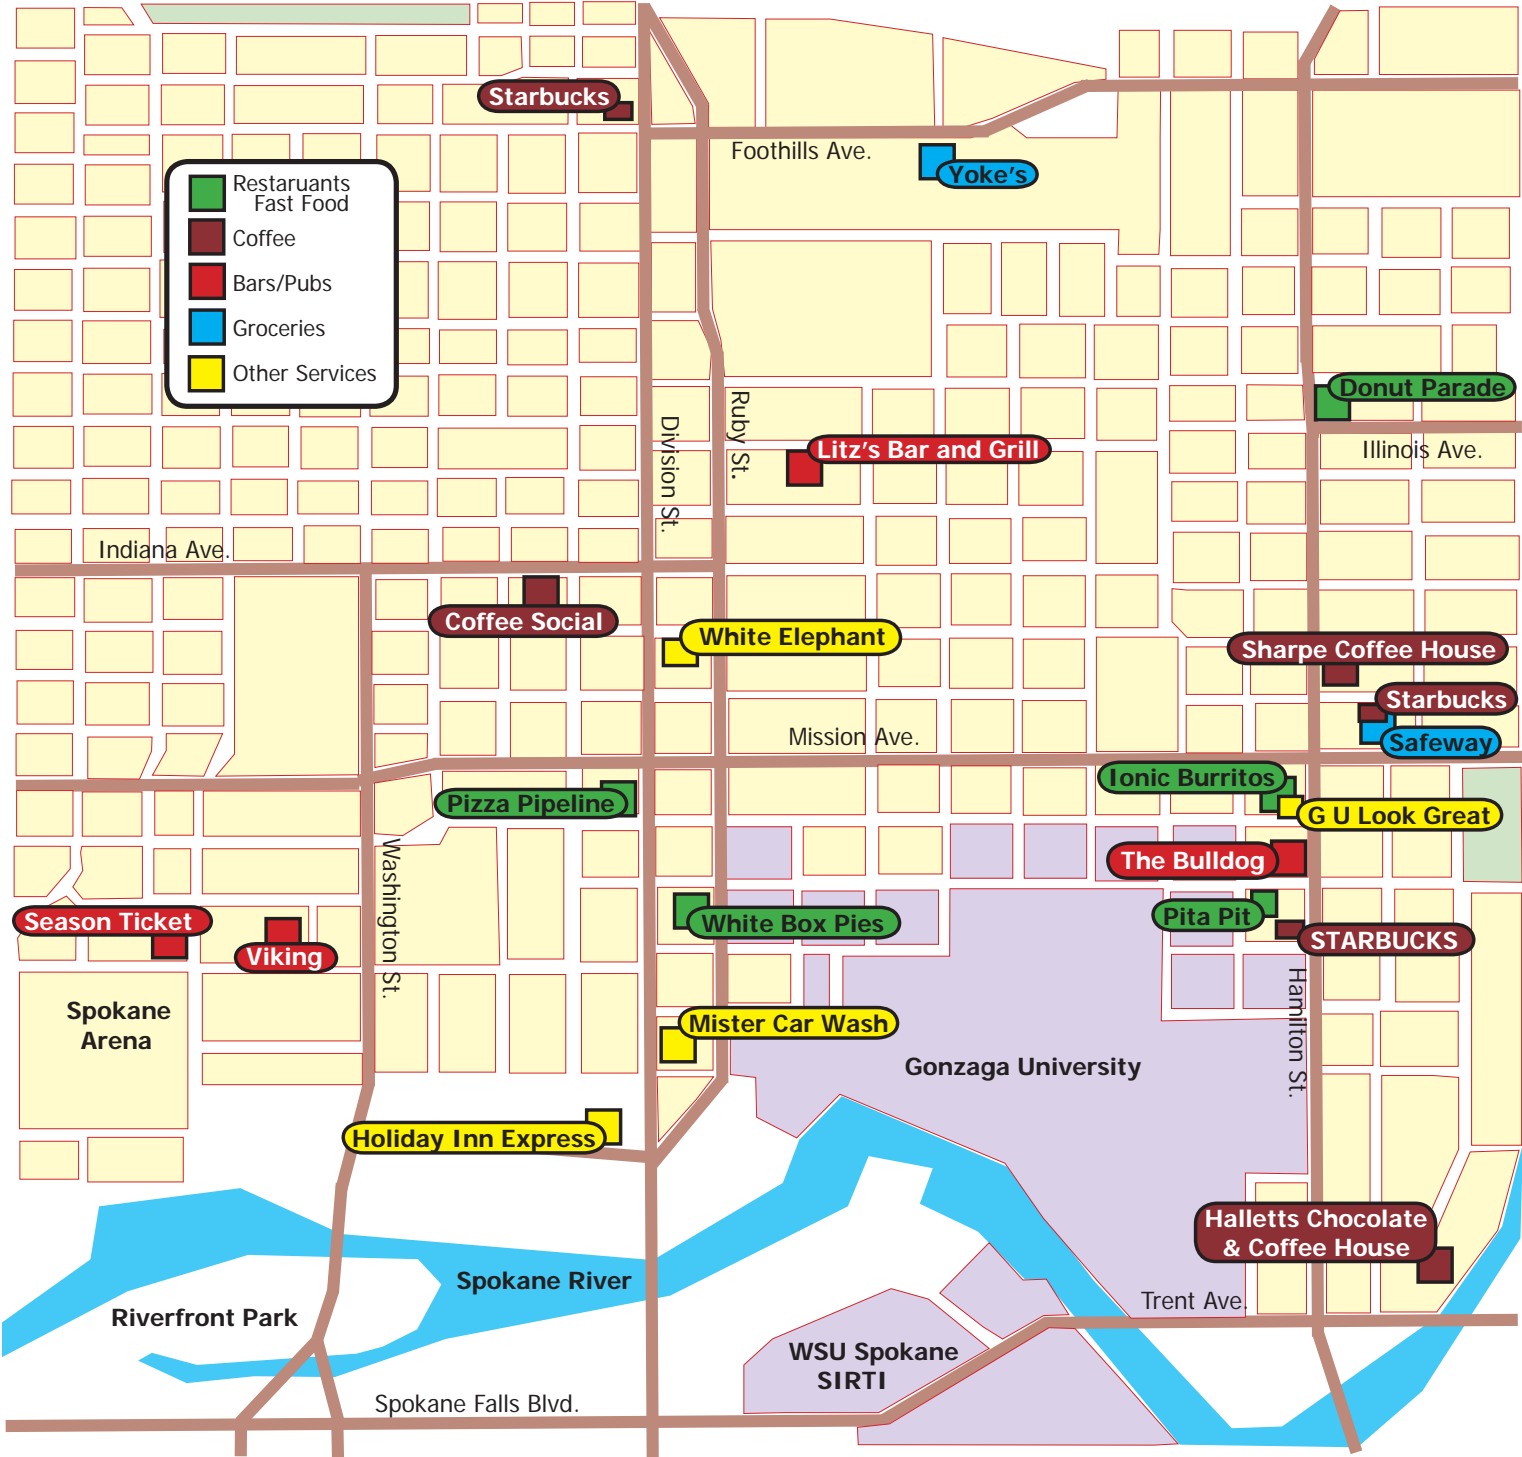 Starbucks
Foothills Ave.
Yoke's
Restaruants
Fast Food
Coffee
Bars/Pubs
Groceries
Other Services
Donut Parade
Illinois Ave.
Ruby St.
Division St.
Litz's Bar and Grill
Indiana Ave.
Coffee Social
White Elephant
Sharpe Coffee House
Starbucks
Safeway
Mission Ave.
Ionic Burritos
G U Look Great
Pizza Pipeline
The Bulldog
Washington St.
Season Ticket
Viking
White Box Pies
Pita Pit
STARBUCKS
Hamilton St.
Spokane
Arena
Mister Car Wash
Gonzaga University
Holiday Inn Express
Halletts Chocolate
& Coffee House
Spokane River
Riverfront Park
Trent Ave.
WSU Spokane
SIRTI
Spokane Falls Blvd.